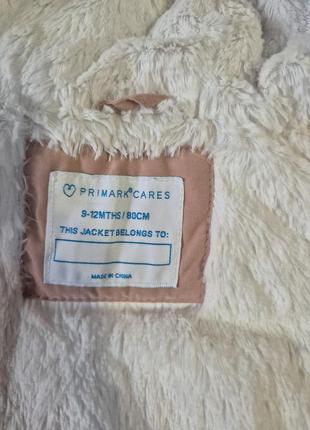 PRIMARK® CARES
9-12MTHS/80CM
THIS JACKET BELONGS TO:
MADE IN CHINA